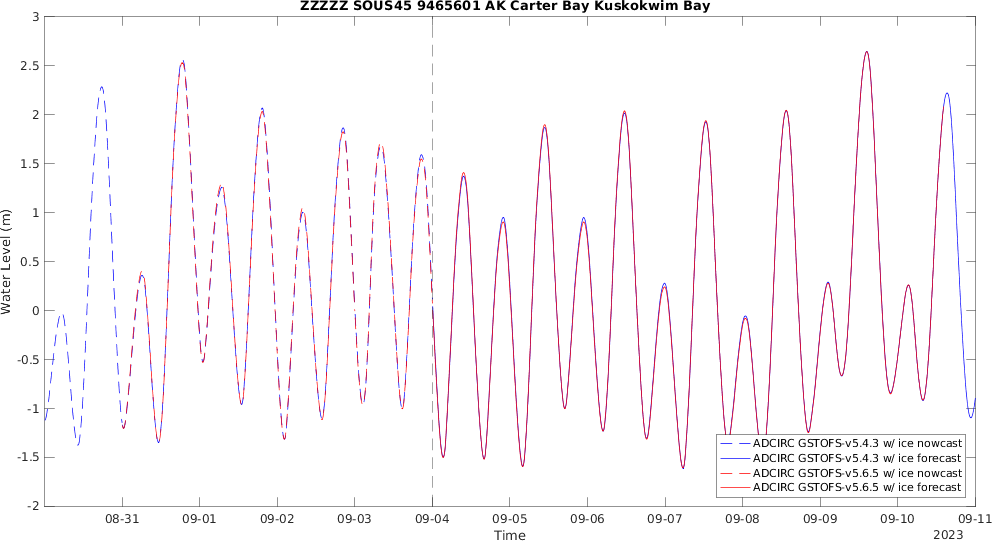 ZZZZZ SOUS45 9465601 AK Carter Bay Kuskokwim Bay
3
2.5
2
1.5
1
0.5
0
-0.5
-1
-1.5
-2
Water Level (m)
08-31 09-01 09-02 09-03 09-04 09-05 09-06 09-07 09-08 09-09 09-10 09-11
Time
2023
ADCIRC GSTOFS-v5.4.3 w/ ice nowcast
ADCIRC GSTOFS-v5.4.3 w/ ice forecast
ADCIRC GSTOFS-v5.6.5 w/ ice nowcast
ADCIRC GSTOFS-v5.6.5 w/ ice forecast